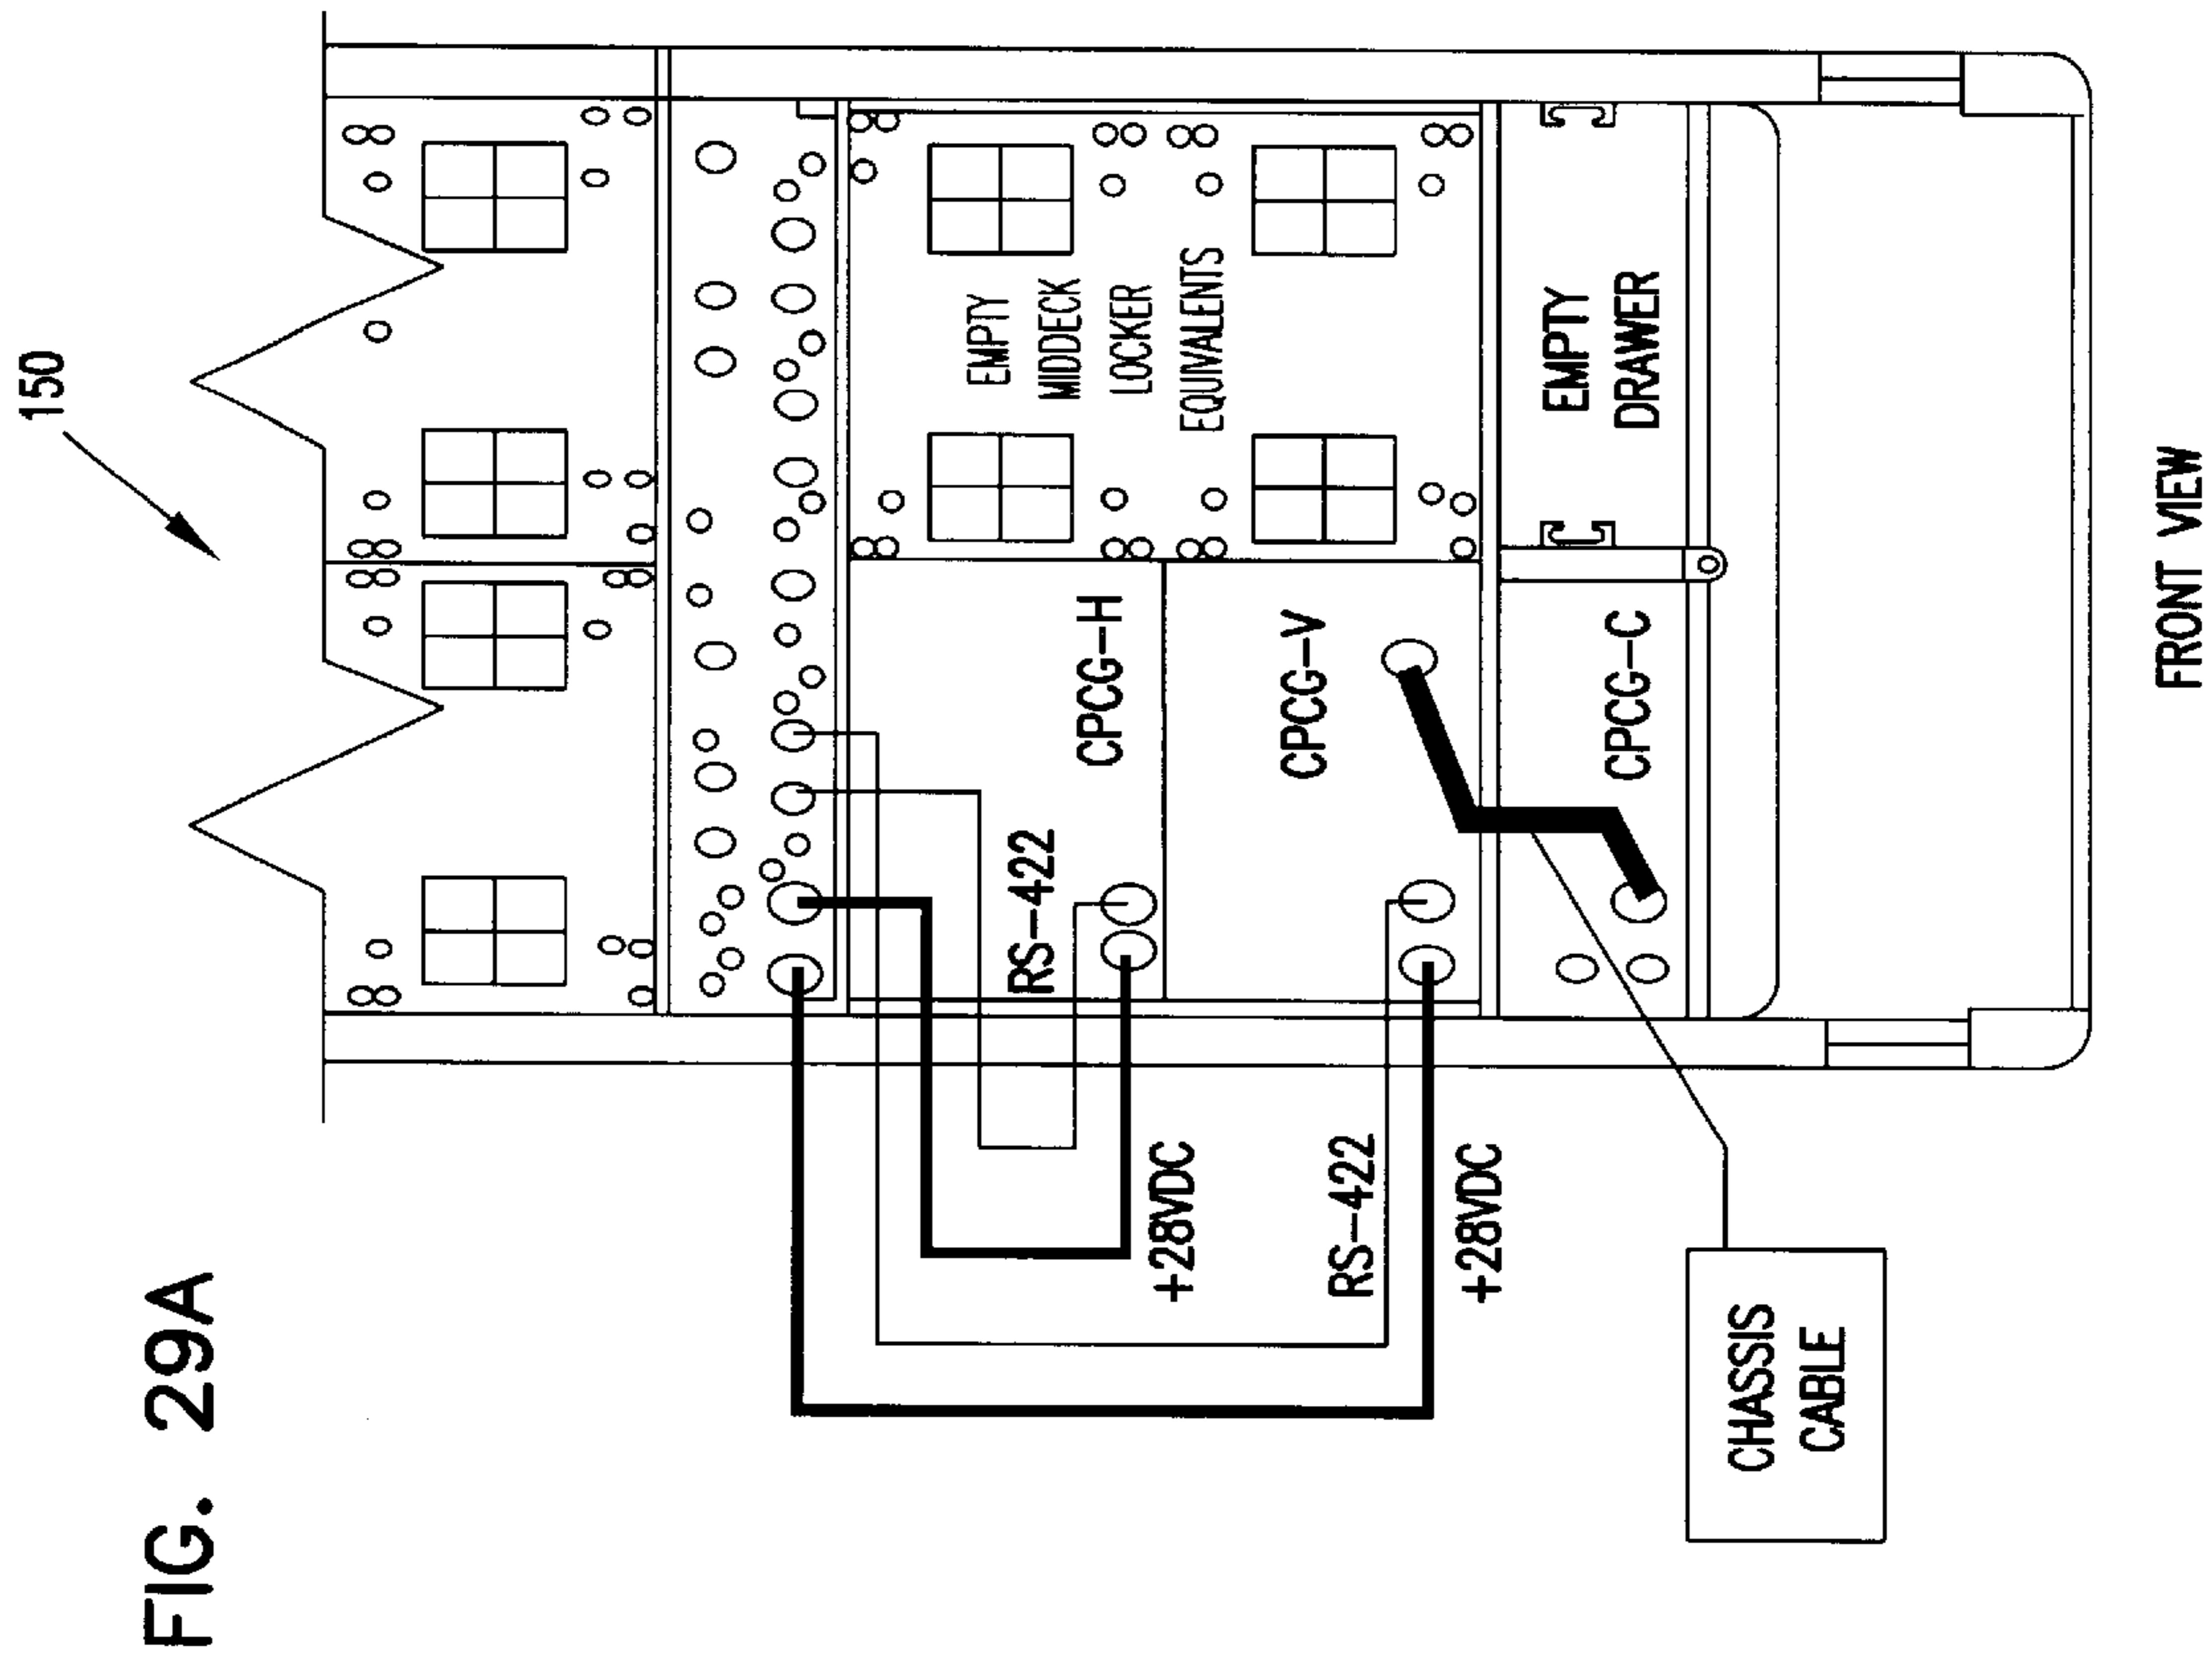 FIG. 29A
150
RS-422
CPCG-H
+28VDC
EMPTY
MIDDECK
LOCKER
EQUIVALENTS
CPCG-V
RS-422
+28VDC
EMPTY
DRAWER
CPCG-C
CHASSIS
CABLE
FRONT VIEW